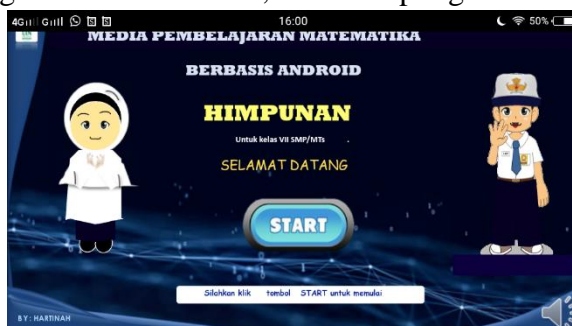 4G G 16:00 50%
MEDIA PEMBELAJARAN MATEMATIKA
BERBASIS ANDROID
HIMPUNAN
Untuk kelas VII SMP/MTs
SELAMAT DATANG
START
Silahkan klik tombol START untuk memulai
BY : HARTINAH